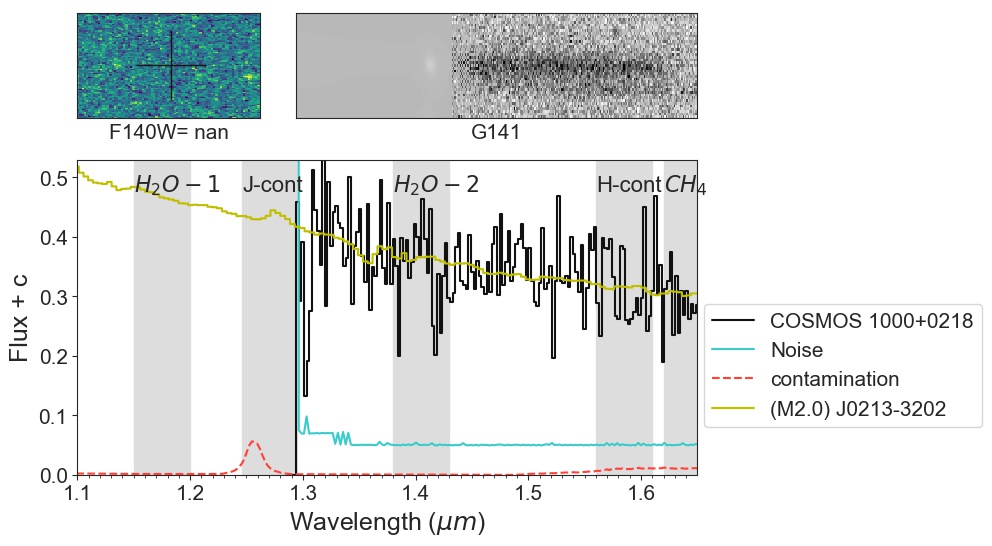 F140W= nan
G141
H₂O − 1
J-cont
H₂O − 2
H-cont
CH₄
0.5
0.4
0.3
0.2
0.1
0.0
Flux + c
1.1
1.2
1.3
1.4
1.5
1.6
Wavelength (μm)
COSMOS 1000+0218
Noise
contamination
(M2.0) J0213-3202